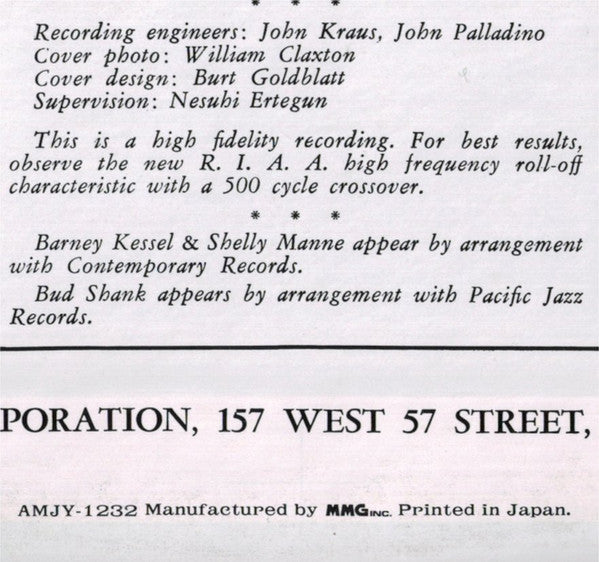 * * *
Recording engineers: John Kraus, John Palladino
Cover photo: William Claxton
Cover design: Burt Goldblatt
Supervision: Nesuhi Ertegun
This is a high fidelity recording. For best results,
observe the new R. I. A. A. high frequency roll-off
characteristic with a 500 cycle crossover.
* * *
Barney Kessel & Shelly Manne appear by arrangement
with Contemporary Records.
Bud Shank appears by arrangement with Pacific Jazz
Records.
PORATION, 157 WEST 57 STREET,
AMJY-1232 Manufactured by MMG INC. Printed in Japan.